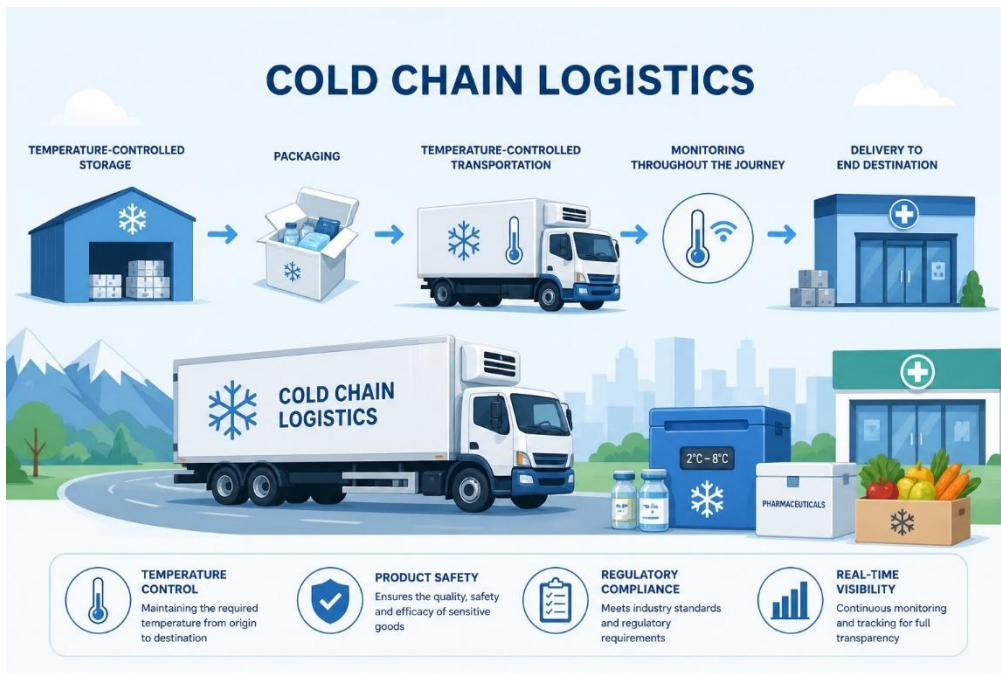 COLD CHAIN LOGISTICS
TEMPERATURE-CONTROLLED
STORAGE
PACKAGING
TEMPERATURE-CONTROLLED
TRANSPORTATION
MONITORING
THROUGHOUT THE JOURNEY
DELIVERY TO
END DESTINATION
COLD CHAIN
LOGISTICS
2°C – 8°C
PHARMACEUTICALS
TEMPERATURE
CONTROL
Maintaining the required
temperature from origin
to destination
PRODUCT SAFETY
Ensures the quality, safety
and efficacy of sensitive
goods
REGULATORY
COMPLIANCE
Meets industry standards
and regulatory
requirements
REAL-TIME
VISIBILITY
Continuous monitoring
and tracking for full
transparency